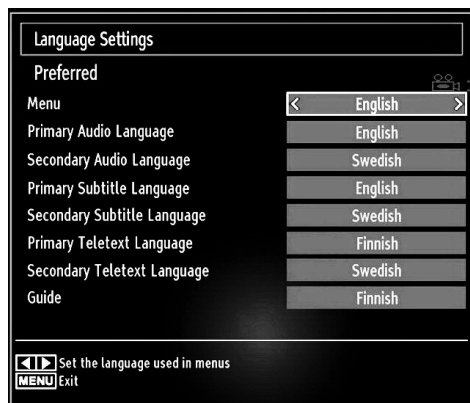 Language Settings
Preferred
Menu < English >
Primary Audio Language English
Secondary Audio Language Swedish
Primary Subtitle Language English
Secondary Subtitle Language Swedish
Primary Teletext Language Finnish
Secondary Teletext Language Swedish
Guide Finnish
Set the language used in menus
MENU Exit